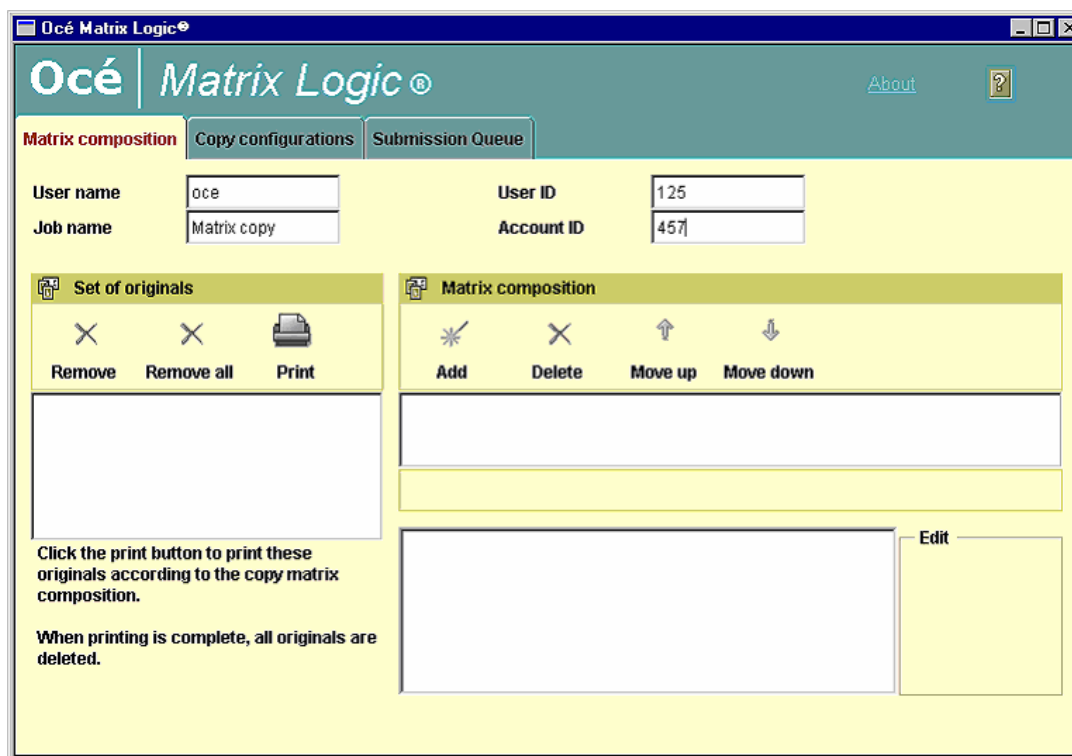 Océ Matrix Logic®
Océ | Matrix Logic ®
About
?
Matrix composition
Copy configurations
Submission Queue
User name
oce
User ID
125
Job name
Matrix copy
Account ID
457
Set of originals
Matrix composition
Remove
Remove all
Print
Add
Delete
Move up
Move down
Click the print button to print these
originals according to the copy matrix
composition.
When printing is complete, all originals are
deleted.
Edit